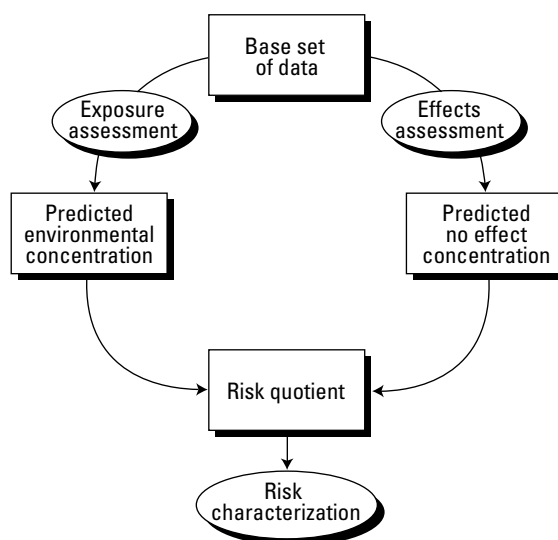 Base set
of data
Exposure
assessment
Effects
assessment
Predicted
environmental
concentration
Predicted
no effect
concentration
Risk quotient
Risk
characterization